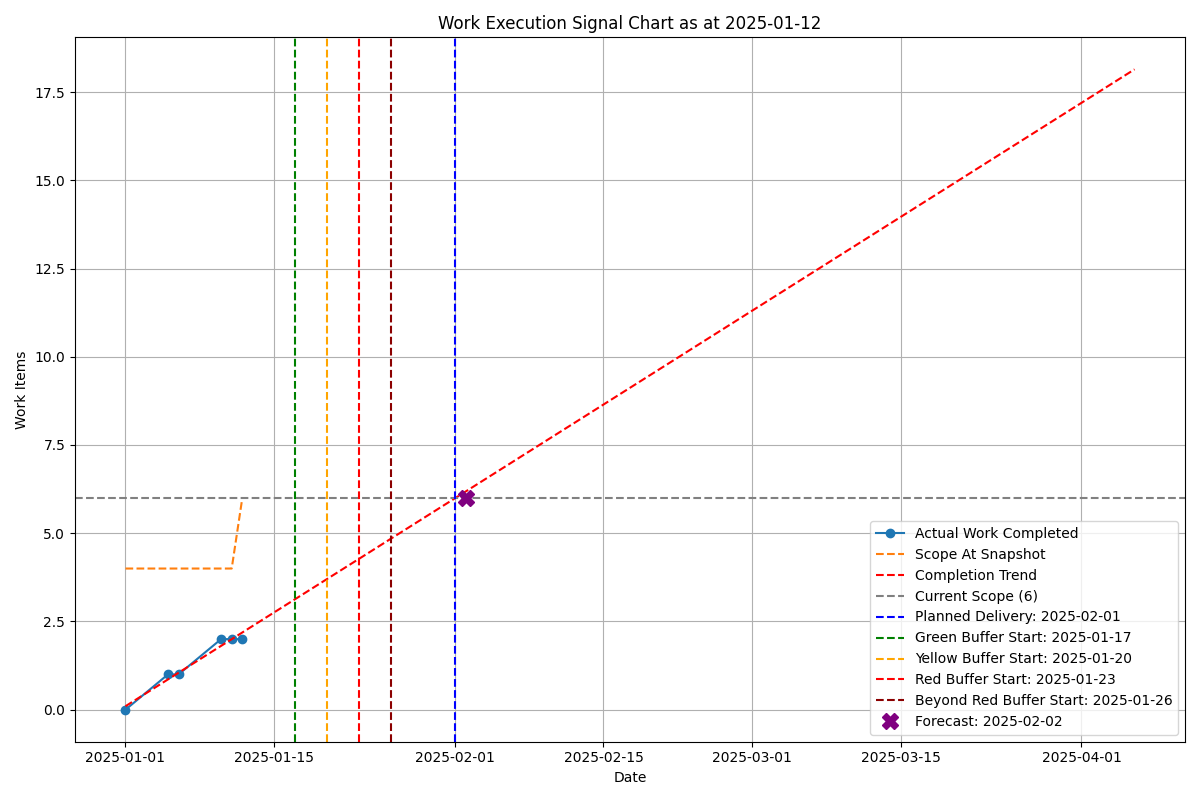 Work Execution Signal Chart as at 2025-01-12
Work Items
17.5
15.0
12.5
10.0
7.5
5.0
2.5
0.0
Actual Work Completed
Scope At Snapshot
Completion Trend
Current Scope (6)
Planned Delivery: 2025-02-01
Green Buffer Start: 2025-01-17
Yellow Buffer Start: 2025-01-20
Red Buffer Start: 2025-01-23
Beyond Red Buffer Start: 2025-01-26
Forecast: 2025-02-02
2025-01-01 2025-01-15 2025-02-01 2025-02-15 2025-03-01 2025-03-15 2025-04-01
Date